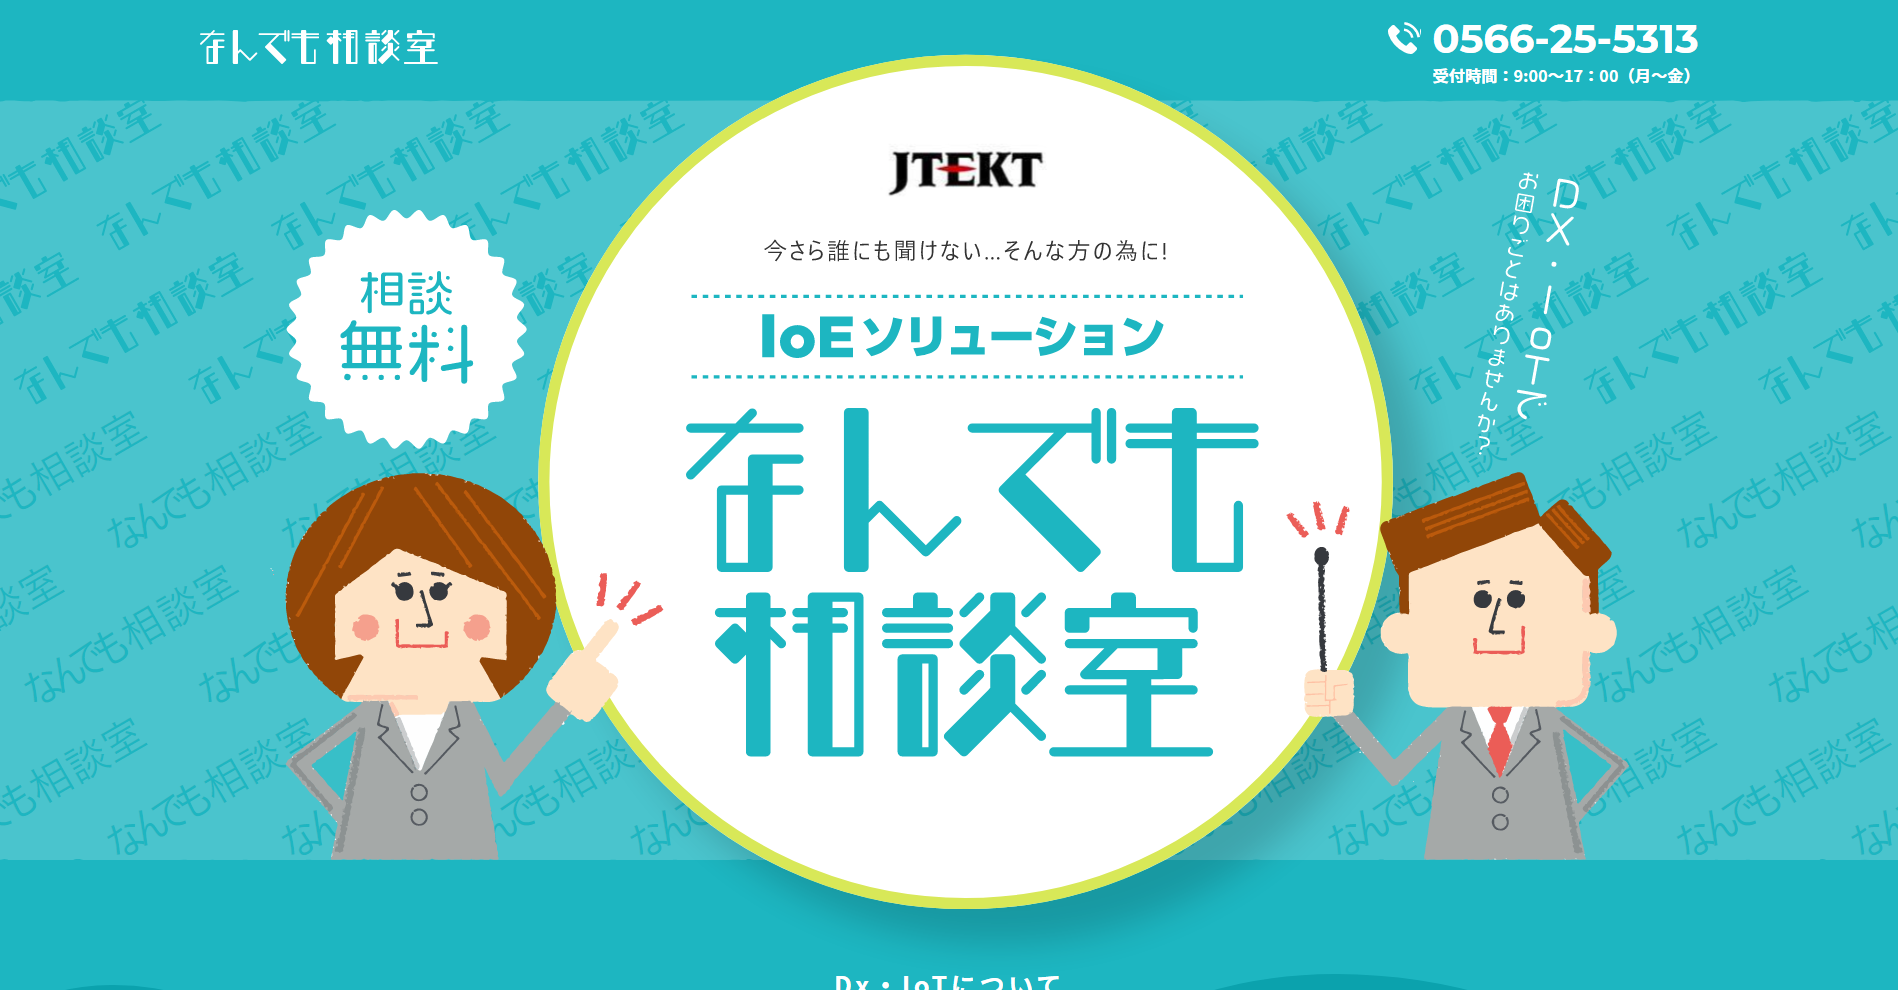 なんでも相談室
0566-25-5313
受付時間：9:00〜17：00（月〜金）
JTEKT
今さら誰にも聞けない...そんな方の為に!
IoEソリューション
なんでも
相談室
相談
無料
DX・IoTで
お困りごとはありませんか？
Dx・IoTについて